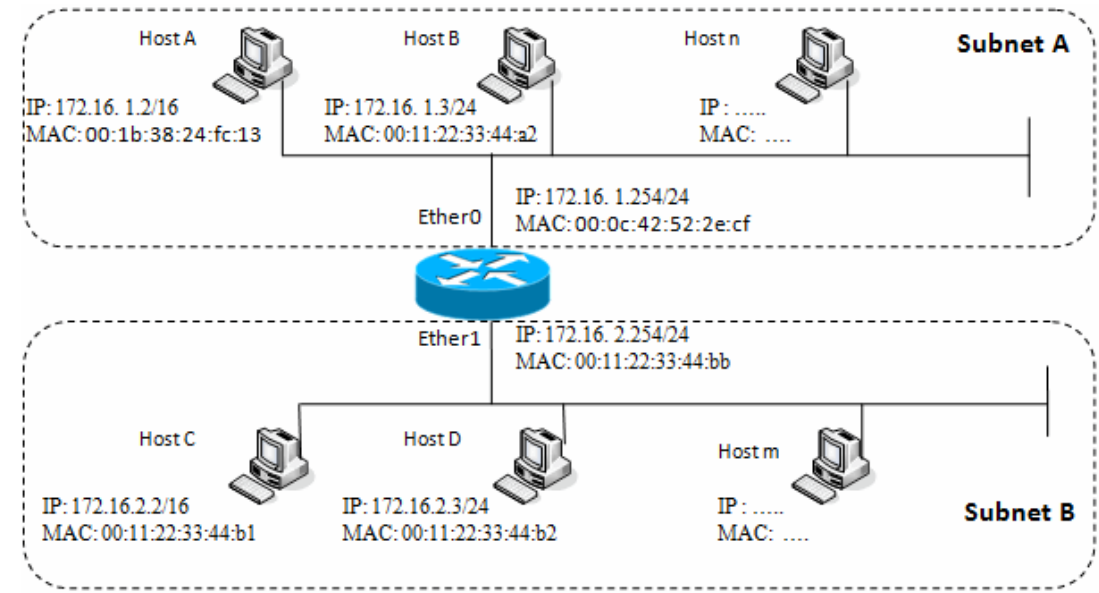 Host A
Host B
Host n
Subnet A
IP: 172.16. 1.2/16
MAC: 00:1b:38:24:fc:13
IP: 172.16. 1.3/24
MAC: 00:11:22:33:44:a2
IP : .....
MAC: ....
Ether0
IP: 172.16. 1.254/24
MAC: 00:0c:42:52:2e:cf
Ether1
IP: 172.16. 2.254/24
MAC: 00:11:22:33:44:bb
Host C
Host D
Host m
IP: 172.16.2.2/16
MAC: 00:11:22:33:44:b1
IP: 172.16.2.3/24
MAC: 00:11:22:33:44:b2
IP : .....
MAC: ....
Subnet B